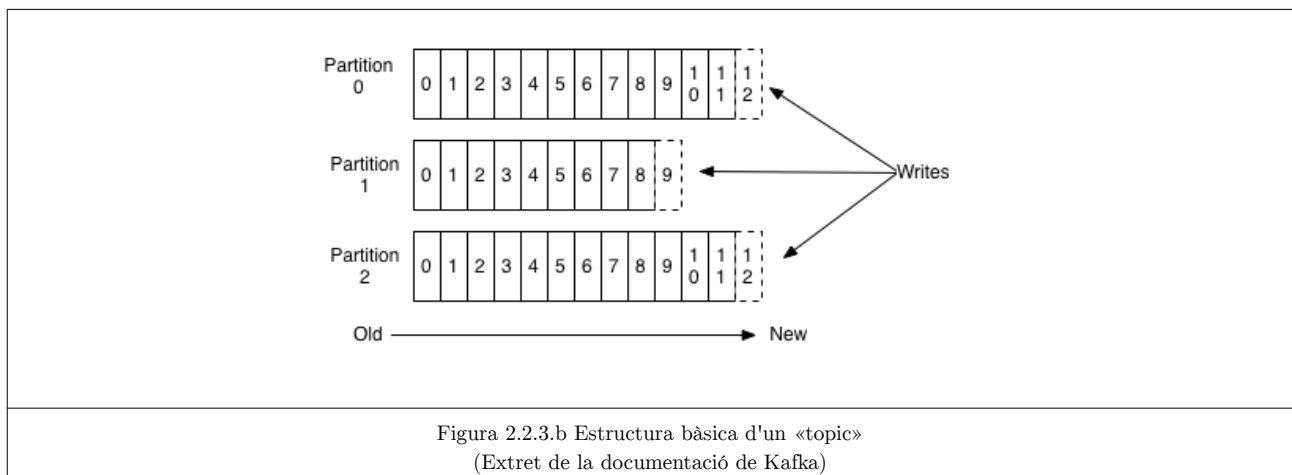 Partition
0
0 1 2 3 4 5 6 7 8 9 10 11 12
Partition
1
0 1 2 3 4 5 6 7 8 9
Writes
Partition
2
0 1 2 3 4 5 6 7 8 9 10 11 12
Old
New
Figura 2.2.3.b Estructura bàsica d'un «topic»
(Extret de la documentació de Kafka)